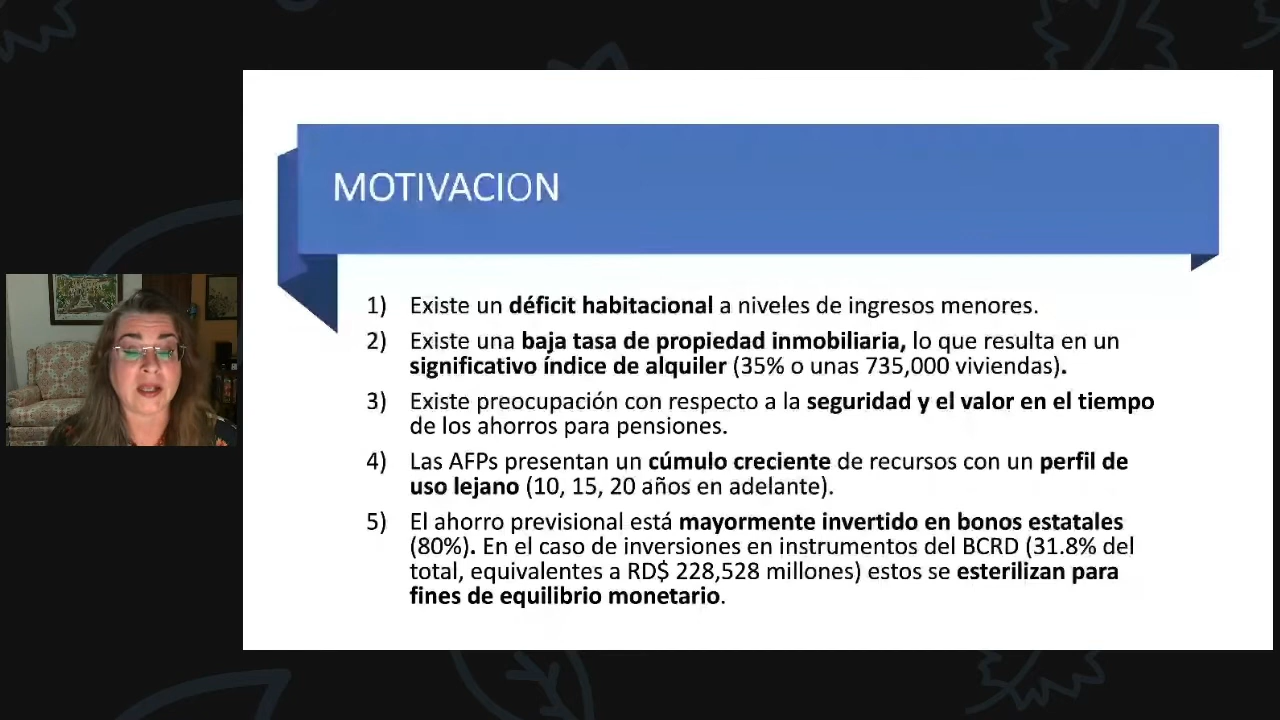 MOTIVACION
1) Existe un déficit habitacional a niveles de ingresos menores.
2) Existe una baja tasa de propiedad inmobiliaria, lo que resulta en un
significativo índice de alquiler (35% o unas 735,000 viviendas).
3) Existe preocupación con respecto a la seguridad y el valor en el tiempo
de los ahorros para pensiones.
4) Las AFPs presentan un cúmulo creciente de recursos con un perfil de
uso lejano (10, 15, 20 años en adelante).
5) El ahorro previsional está mayormente invertido en bonos estatales
(80%). En el caso de inversiones en instrumentos del BCRD (31.8% del
total, equivalentes a RD$ 228,528 millones) estos se esterilizan para
fines de equilibrio monetario.